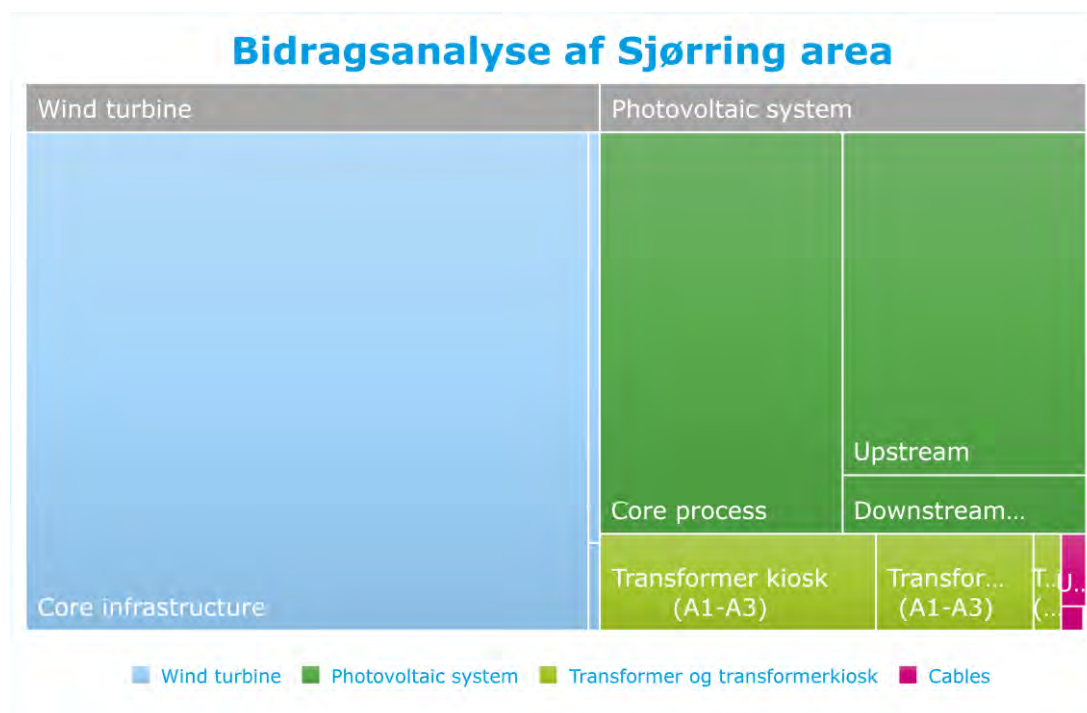 Bidragsanalyse af Sjørring area
Wind turbine
Photovoltaic system
Core infrastructure
Core process
Upstream
Downstream...
Transformer kiosk
(A1-A3)
Transfor...
(A1-A3)
T...
(...
U...
Wind turbine
Photovoltaic system
Transformer og transformerkiosk
Cables